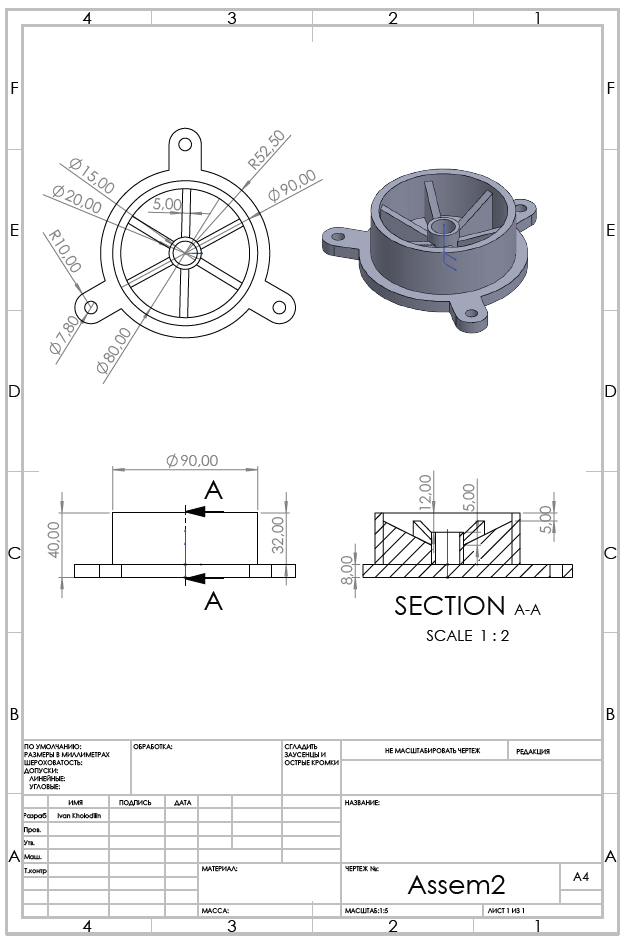 4 3 2 1
F F
R52,50
Ø15,00
Ø90,00
Ø20,00
5,00
E E
R10,00
Ø7,80
Ø80,00
D D
Ø90,00
A
12,00
5,00
5,00
40,00
32,00
C C
8,00
A
SECTION A-A
SCALE 1 : 2
B B
ПО УМОЛЧАНИЮ:
РАЗМЕРЫ В МИЛЛИМЕТРАХ
ШЕРОХОВАТОСТЬ:
ДОПУСКИ:
ЛИНЕЙНЫЕ:
УГЛОВЫЕ:
ОБРАБОТКА:
СГЛАДИТЬ
ЗАУСЕНЦЫ И
ОСТРЫЕ КРОМКИ
НЕ МАСШТАБИРОВАТЬ ЧЕРТЕЖ
РЕДАКЦИЯ
ИМЯ ПОДПИСЬ ДАТА
НАЗВАНИЕ:
Разраб Ivan Kholodilin
Пров.
Утв.
Маш.
A A
Т.контр
МАТЕРИАЛ:
ЧЕРТЕЖ №:
Assem2
A4
МАССА:
МАСШТАБ:1:5
ЛИСТ 1 ИЗ 1
4 3 2 1